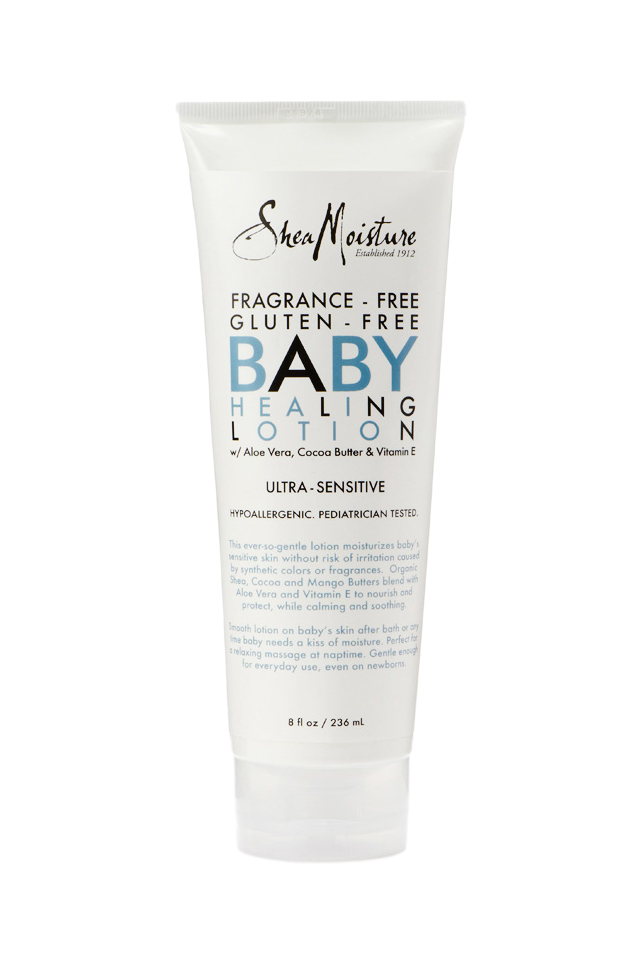 SheaMoisture
Established 1912
FRAGRANCE - FREE
GLUTEN - FREE
BABY
HEALING
LOTION
w/ Aloe Vera, Cocoa Butter & Vitamin E
ULTRA-SENSITIVE
HYPOALLERGENIC. PEDIATRICIAN TESTED.
This ever-so-gentle lotion moisturizes baby's
sensitive skin without risk of irritation caused
by synthetic colors or fragrances. Organic
Shea, Cocoa and Mango Butters blend with
Aloe Vera and Vitamin E to nourish and
protect, while calming and soothing.
Smooth lotion on baby's skin after bath or any
time baby needs a kiss of moisture. Perfect for
a relaxing massage at naptime. Gentle enough
for everyday use, even on newborns.
8 fl oz / 236 mL